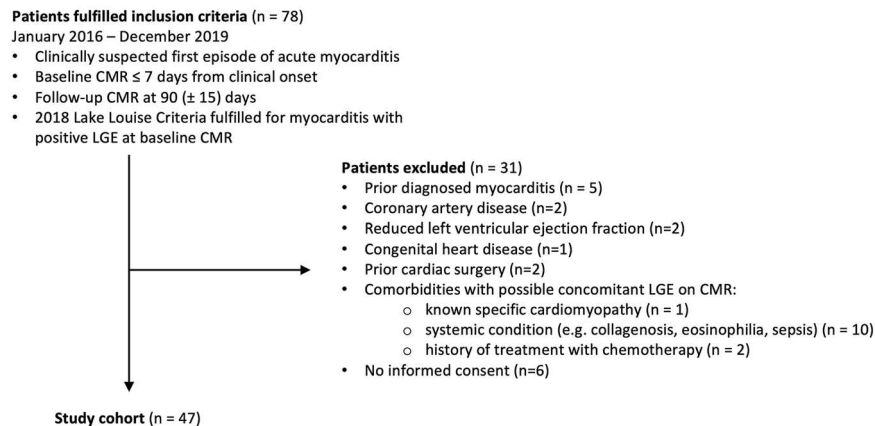 Patients fulfilled inclusion criteria (n = 78)
January 2016 – December 2019
• Clinically suspected first episode of acute myocarditis
• Baseline CMR ≤ 7 days from clinical onset
• Follow-up CMR at 90 (± 15) days
• 2018 Lake Louise Criteria fulfilled for myocarditis with
positive LGE at baseline CMR
Patients excluded (n = 31)
• Prior diagnosed myocarditis (n = 5)
• Coronary artery disease (n=2)
• Reduced left ventricular ejection fraction (n=2)
• Congenital heart disease (n=1)
• Prior cardiac surgery (n=2)
• Comorbidities with possible concomitant LGE on CMR:
o known specific cardiomyopathy (n = 1)
o systemic condition (e.g. collagenosis, eosinophilia, sepsis) (n = 10)
o history of treatment with chemotherapy (n = 2)
• No informed consent (n=6)
Study cohort (n = 47)